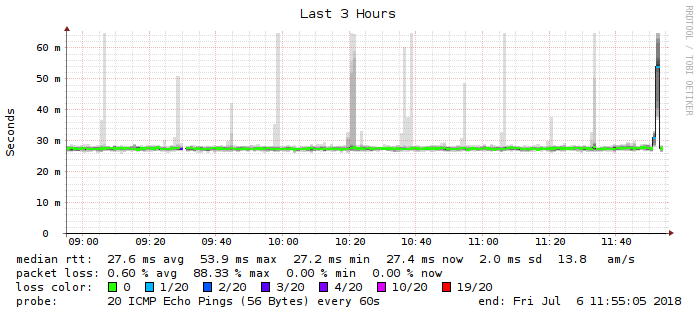 Last 3 Hours
RRDTOOL / TOBI OETIKER
Seconds
60 m
50 m
40 m
30 m
20 m
10 m
0
09:00 09:20 09:40 10:00 10:20 10:40 11:00 11:20 11:40
median rtt: 27.6 ms avg 53.9 ms max 27.2 ms min 27.4 ms now 2.0 ms sd 13.8 am/s
packet loss: 0.60 % avg 88.33 % max 0.00 % min 0.00 % now
loss color: 0 1/20 2/20 3/20 4/20 10/20 19/20
probe: 20 ICMP Echo Pings (56 Bytes) every 60s end: Fri Jul 6 11:55:05 2018